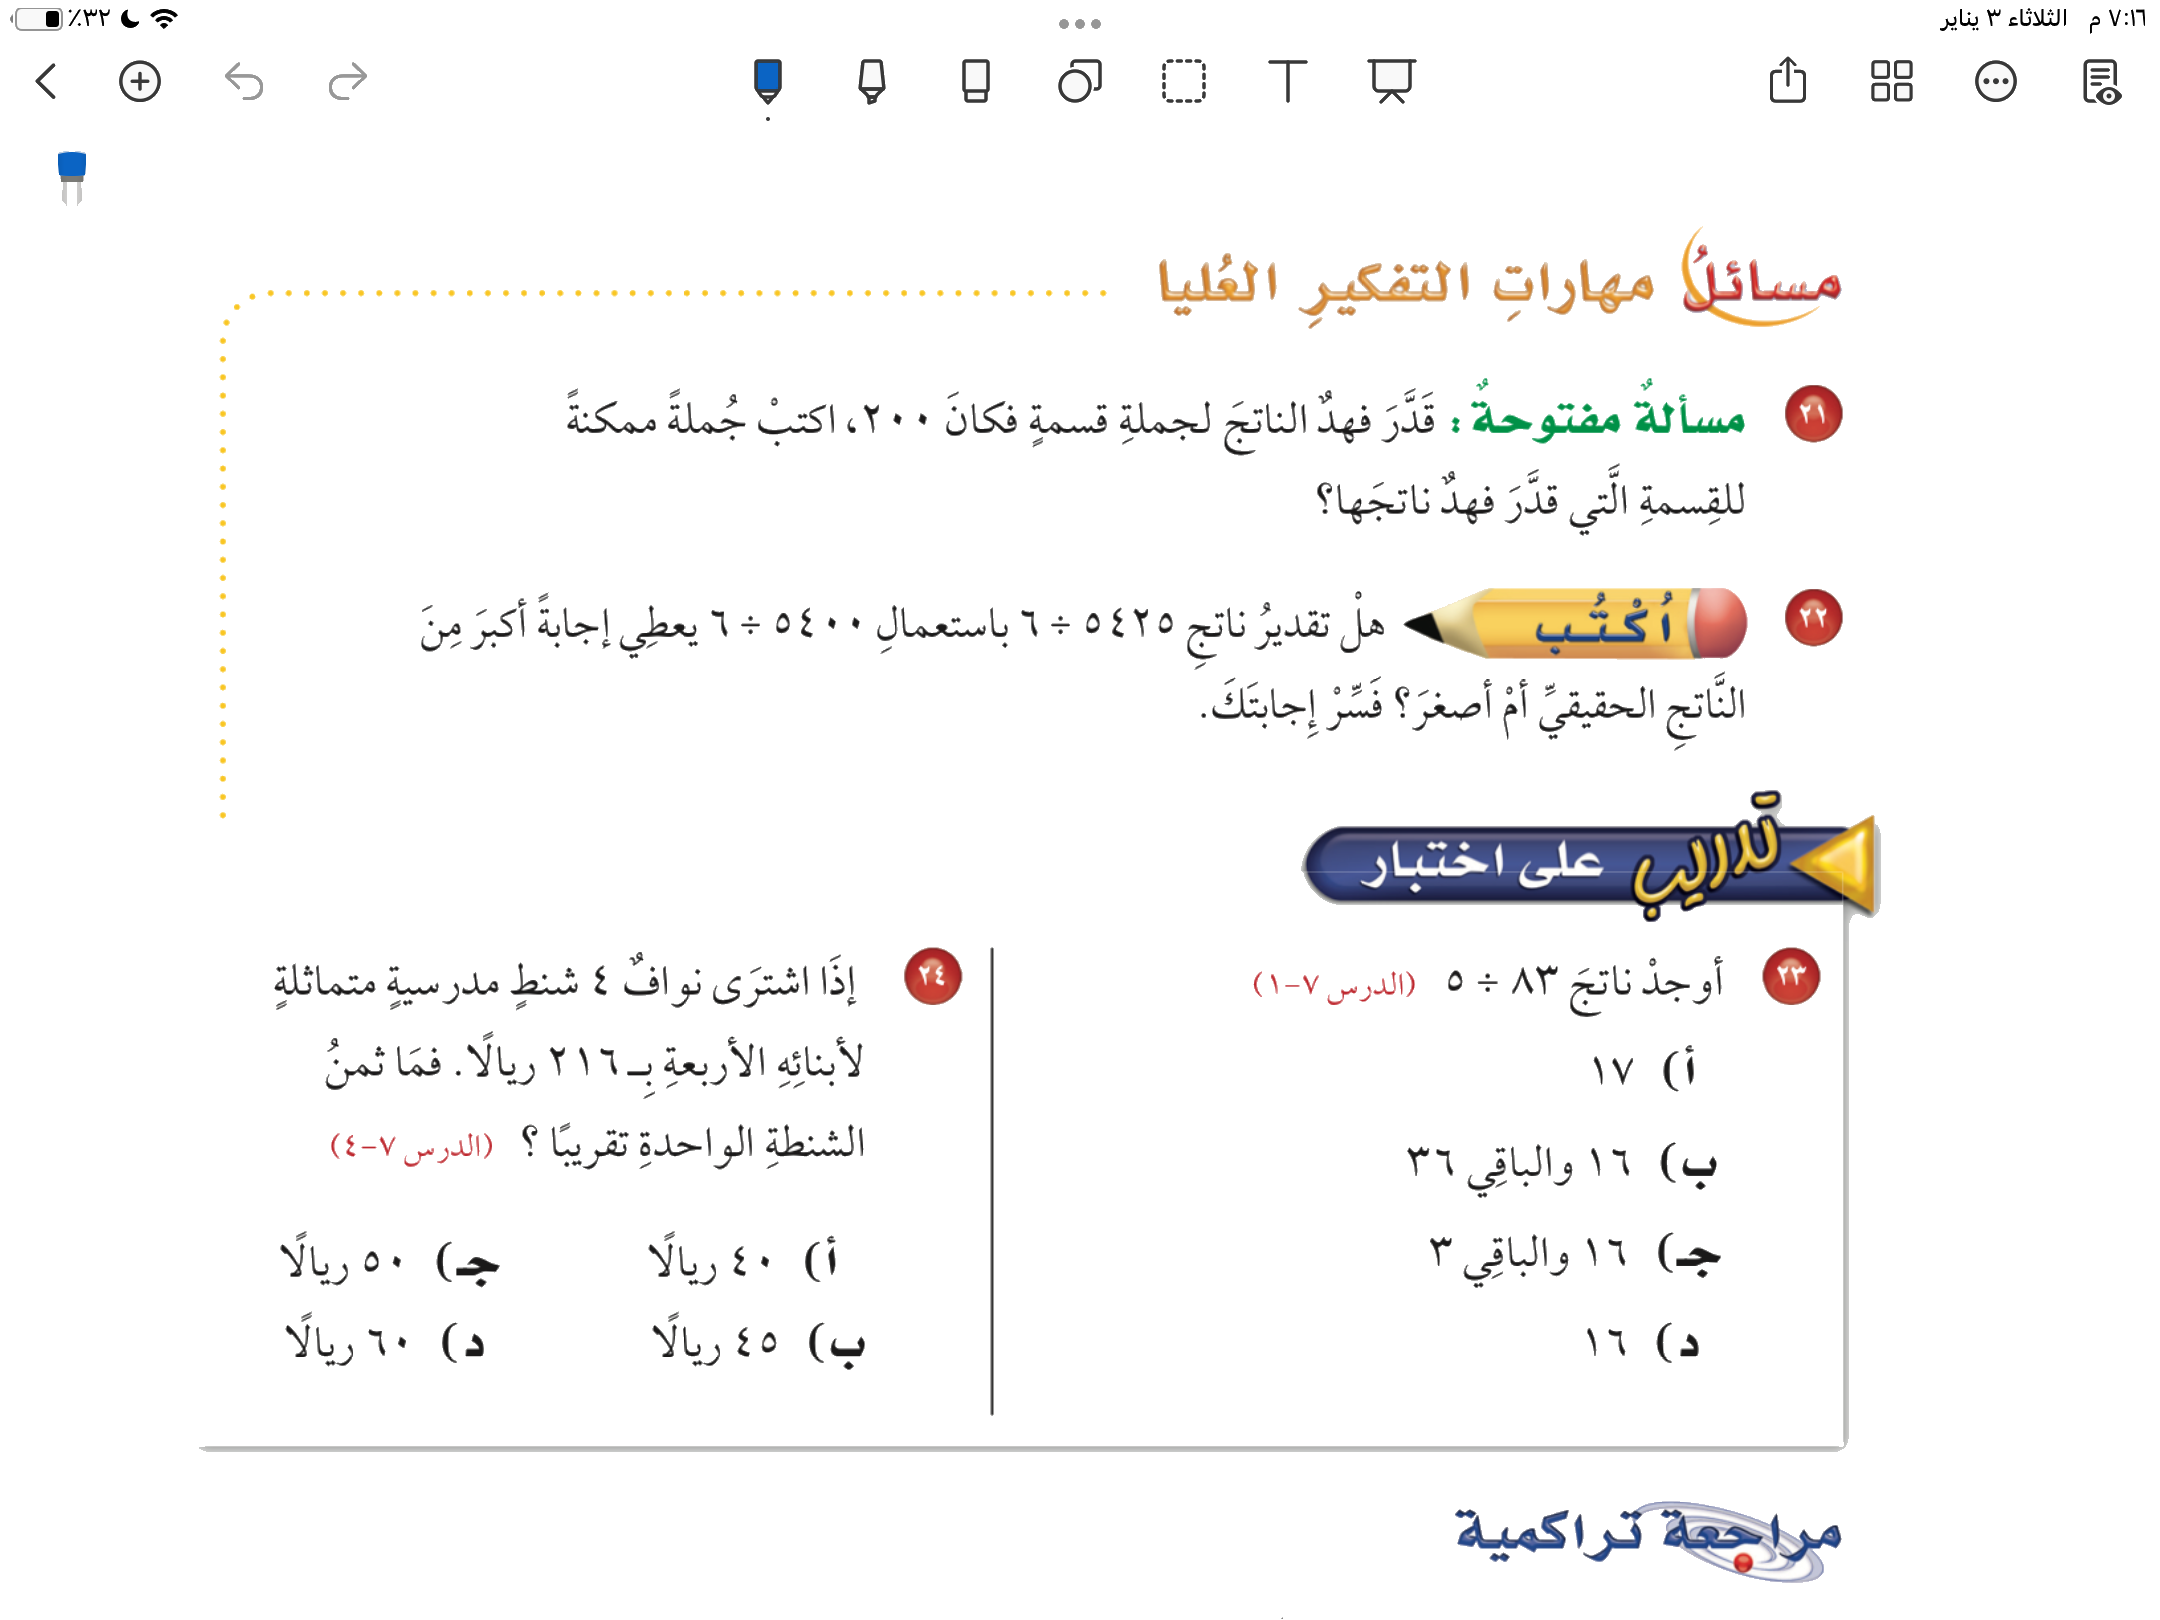 ٧:١٦ م الثلاثاء ٣ يناير
٪٣٢
مسائلُ مهاراتِ التفكيرِ العُليا
٢١ مسألةٌ مفتوحةٌ: قَدَّرَ فهدٌ الناتجَ لجملةِ قسمةٍ فكانَ ٢٠٠، اكتبْ جُملةً ممكنةً
للقِسمةِ الَّتي قدَّرَ فهدٌ ناتجَها؟
٢٢ اُكْتُب هلْ تقديرُ ناتجِ ٥٤٢٥ ÷ ٦ باستعمالِ ٥٤٠٠ ÷ ٦ يعطِي إجابةً أكبرَ مِنَ
النَّاتجِ الحقيقيِّ أمْ أصغرَ؟ فَسِّرْ إجابتَكَ.
تدريب على اختبار
٢٣ أوجدْ ناتجَ ٨٣ ÷ ٥ (الدرس ٧-١)
أ) ١٧
ب) ١٦ والباقِي ٣٦
جـ) ١٦ والباقِي ٣
د) ١٦
٢٤ إذَا اشترَى نوافٌ ٤ شنطٍ مدرسيةٍ متماثلةٍ
لأبنائِهِ الأربعةِ بِـ ٢١٦ ريالًا. فمَا ثمنُ
الشنطةِ الواحدةِ تقريبًا ؟ (الدرس ٧-٤)
أ) ٤٠ ريالًا جـ) ٥٠ ريالًا
ب) ٤٥ ريالًا د) ٦٠ ريالًا
مراجعة تراكمية